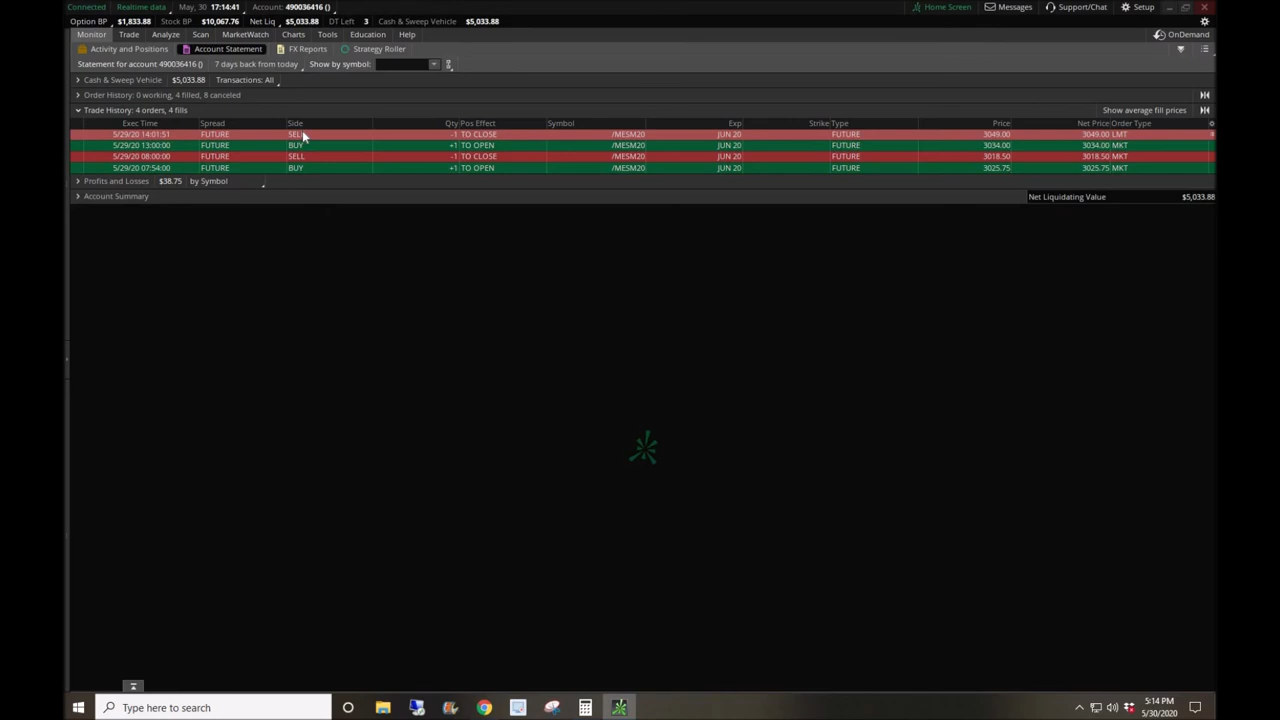 Connected Realtime data May, 30 17:14:41 Account: 490036416 () Home Screen Messages Support/Chat Setup
Option BP $1,833.88 Stock BP $10,067.76 Net Liq $5,033.88 DT Left 3 Cash & Sweep Vehicle $5,033.88
Monitor Trade Analyze Scan MarketWatch Charts Tools Education Help OnDemand
Activity and Positions Account Statement FX Reports Strategy Roller
Statement for account 490036416 () 7 days back from today Show by symbol:
Cash & Sweep Vehicle $5,033.88 Transactions: All
Order History: 0 working, 4 filled, 8 canceled
Trade History: 4 orders, 4 fills Show average fill prices
Exec Time Spread Side Qty Pos Effect Symbol Exp Strike Type Price Net Price Order Type
5/29/20 14:01:51 FUTURE SELL -1 TO CLOSE /MESM20 JUN 20 FUTURE 3049.00 3049.00 LMT
5/29/20 13:00:00 FUTURE BUY +1 TO OPEN /MESM20 JUN 20 FUTURE 3034.00 3034.00 MKT
5/29/20 08:00:00 FUTURE SELL -1 TO CLOSE /MESM20 JUN 20 FUTURE 3018.50 3018.50 MKT
5/29/20 07:54:00 FUTURE BUY +1 TO OPEN /MESM20 JUN 20 FUTURE 3025.75 3025.75 MKT
Profits and Losses $38.75 by Symbol
Account Summary Net Liquidating Value $5,033.88
Type here to search
5:14 PM
5/30/2020